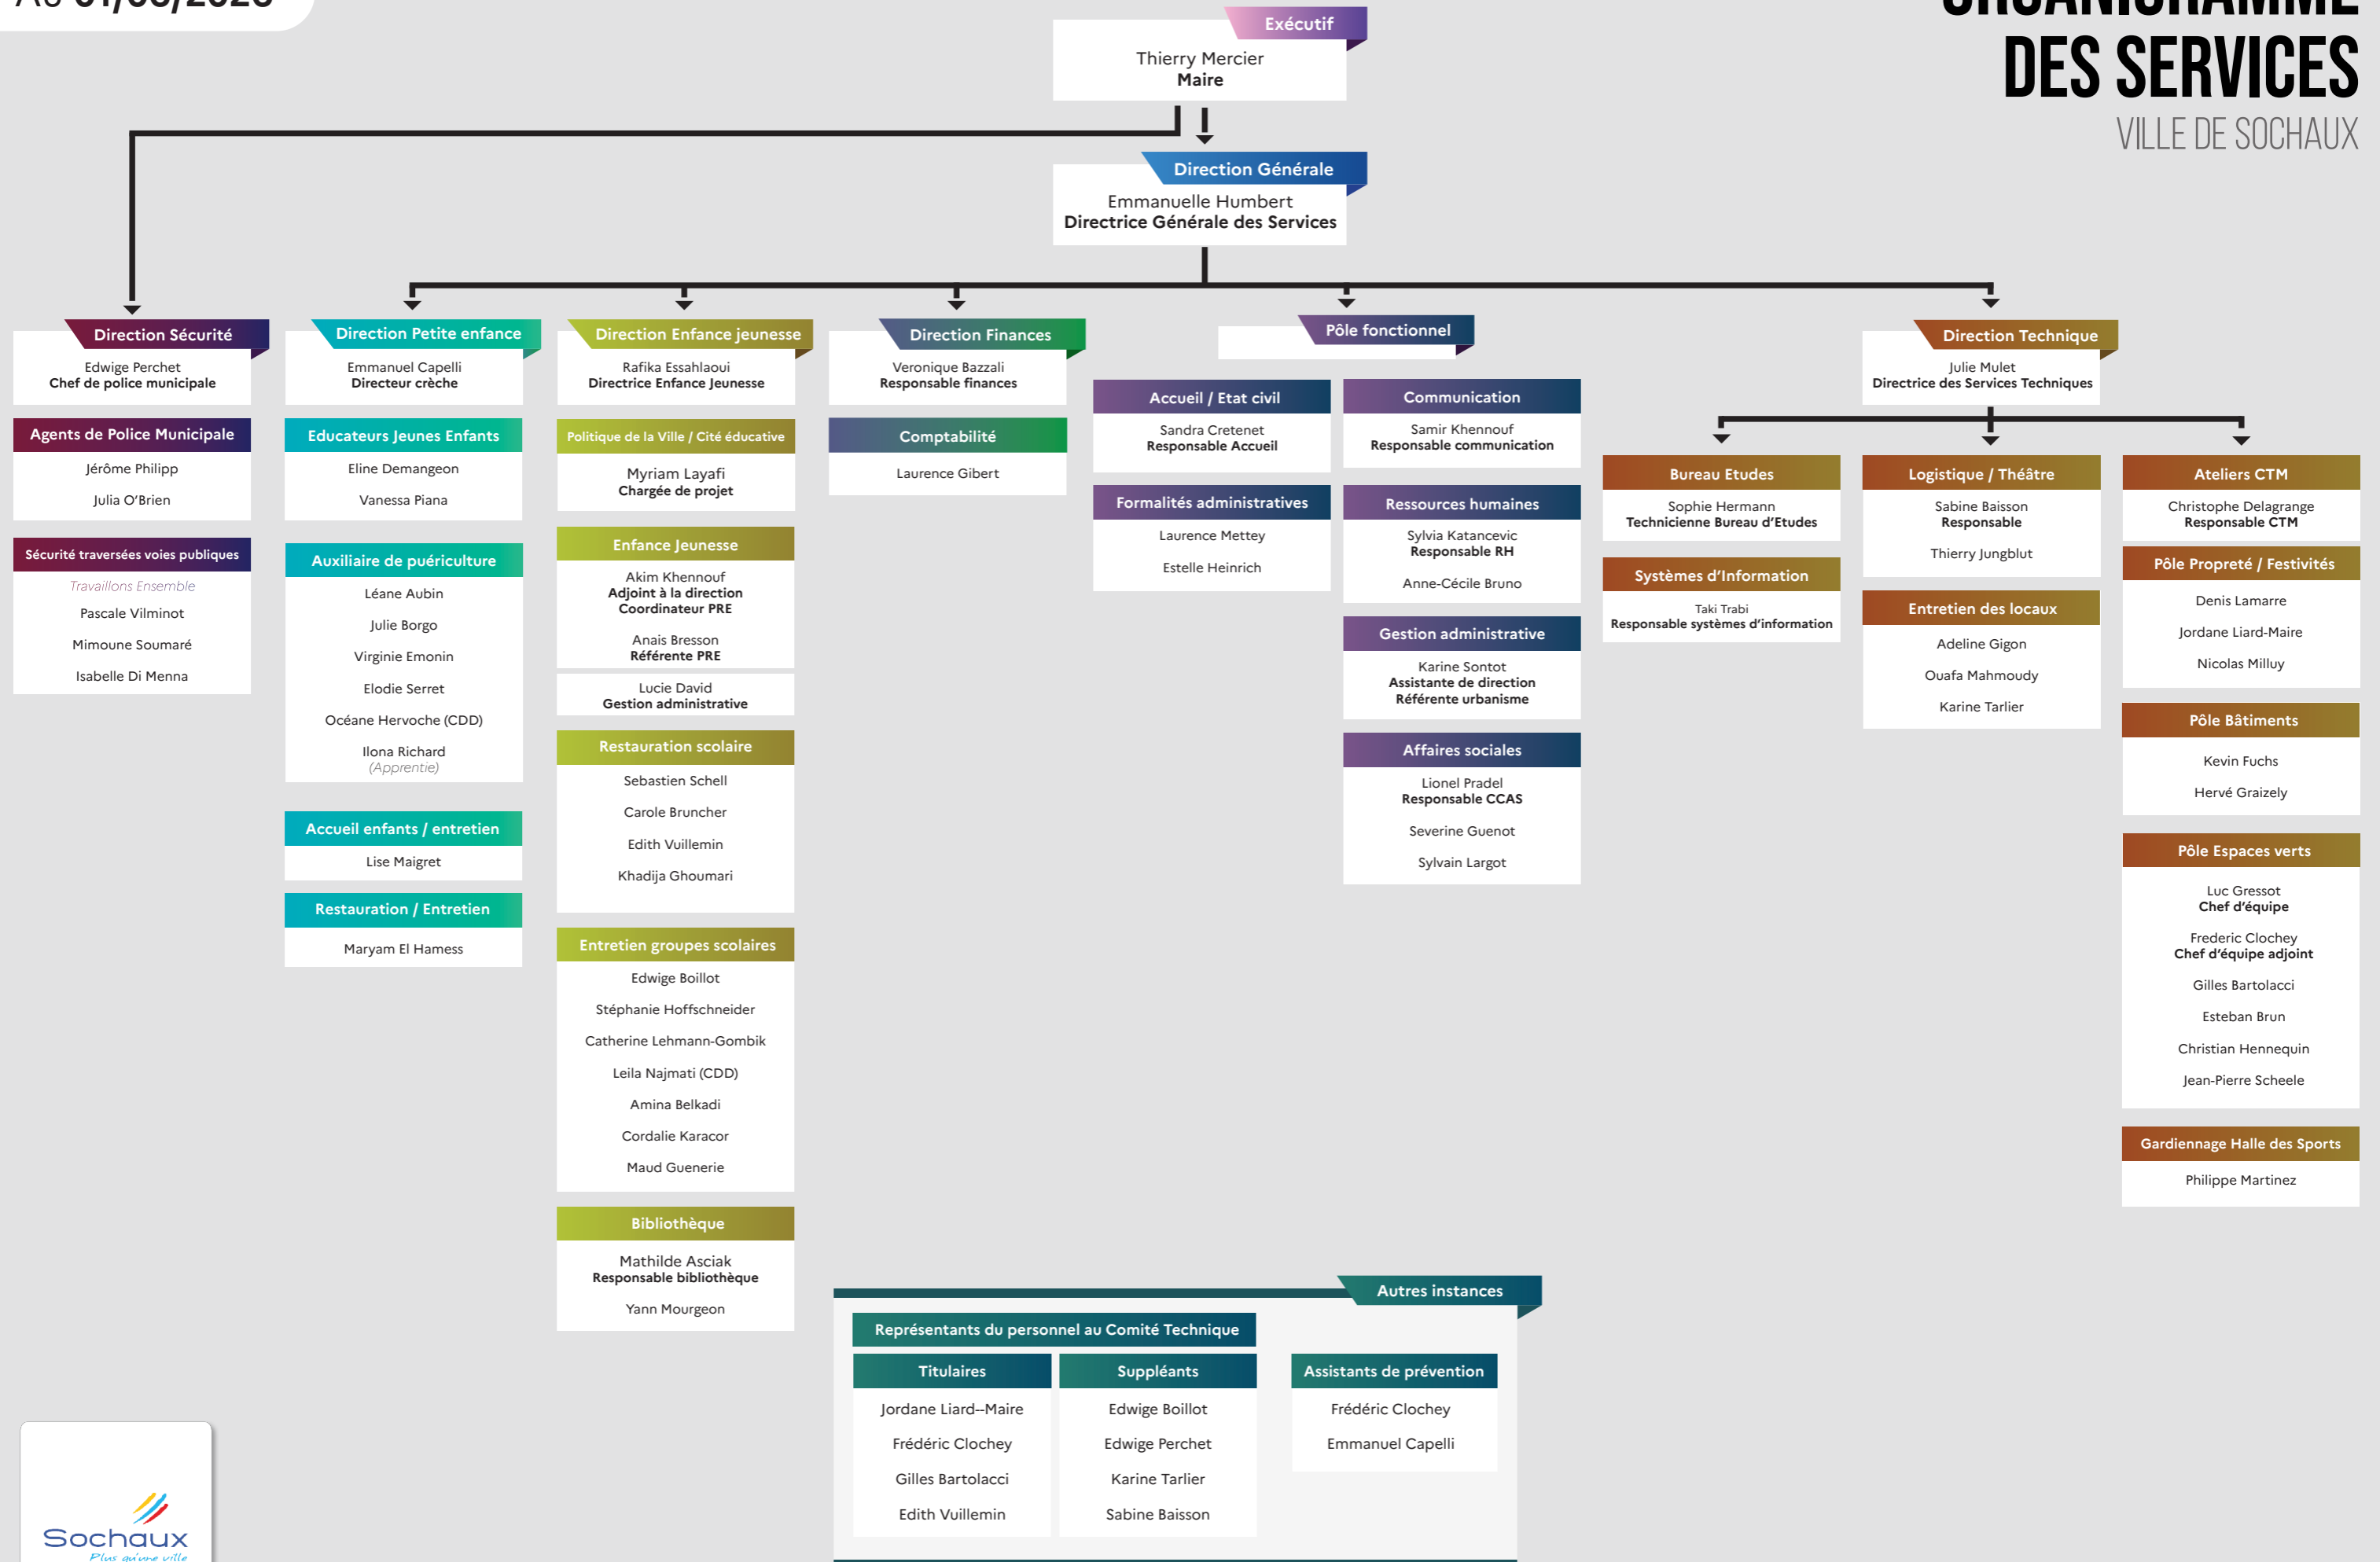 ORGANIGRAMME
DES SERVICES
VILLE DE SOCHAUX
Exécutif
Thierry Mercier
Maire
Direction Générale
Emmanuelle Humbert
Directrice Générale des Services
Direction Sécurité
Edwige Perchet
Chef de police municipale
Agents de Police Municipale
Jérôme Philipp
Julia O’Brien
Sécurité traversées voies publiques
Travaillons Ensemble
Pascale Vilminot
Mimoune Soumaré
Isabelle Di Menna
Direction Petite enfance
Emmanuel Capelli
Directeur crèche
Educateurs Jeunes Enfants
Eline Demangeon
Vanessa Piana
Auxiliaire de puériculture
Léane Aubin
Julie Borgo
Virginie Emonin
Elodie Serret
Océane Hervoche (CDD)
Ilona Richard
(Apprentie)
Accueil enfants / entretien
Lise Maigret
Restauration / Entretien
Maryam El Hamess
Direction Enfance jeunesse
Rafika Essahlaoui
Directrice Enfance Jeunesse
Politique de la Ville / Cité éducative
Myriam Layafi
Chargée de projet
Enfance Jeunesse
Akim Khennouf
Adjoint à la direction
Coordinateur PRE
Anais Bresson
Référente PRE
Lucie David
Gestion administrative
Restauration scolaire
Sebastien Schell
Carole Bruncher
Edith Vuillemin
Khadija Ghoumari
Entretien groupes scolaires
Edwige Boillot
Stéphanie Hoffschneider
Catherine Lehmann-Gombik
Leila Najmati (CDD)
Amina Belkadi
Cordalie Karacor
Maud Guenerie
Bibliothèque
Mathilde Asciak
Responsable bibliothèque
Yann Mourgeon
Direction Finances
Veronique Bazzali
Responsable finances
Comptabilité
Laurence Gibert
Pôle fonctionnel
Accueil / Etat civil
Sandra Cretenet
Responsable Accueil
Formalités administratives
Laurence Mettey
Estelle Heinrich
Communication
Samir Khennouf
Responsable communication
Ressources humaines
Sylvia Katancevic
Responsable RH
Anne-Cécile Bruno
Gestion administrative
Karine Sontot
Assistante de direction
Référente urbanisme
Affaires sociales
Lionel Pradel
Responsable CCAS
Severine Guenot
Sylvain Largot
Direction Technique
Julie Mulet
Directrice des Services Techniques
Bureau Etudes
Sophie Hermann
Technicienne Bureau d’Etudes
Systèmes d’Information
Taki Trabi
Responsable systèmes d’information
Logistique / Théâtre
Sabine Baisson
Responsable
Thierry Jungblut
Entretien des locaux
Adeline Gigon
Ouafa Mahmoudy
Karine Tarlier
Ateliers CTM
Christophe Delagrange
Responsable CTM
Pôle Propreté / Festivités
Denis Lamarre
Jordane Liard-Maire
Nicolas Milluy
Pôle Bâtiments
Kevin Fuchs
Hervé Graizely
Pôle Espaces verts
Luc Gressot
Chef d’équipe
Frederic Clochey
Chef d’équipe adjoint
Gilles Bartolacci
Esteban Brun
Christian Hennequin
Jean-Pierre Scheele
Gardiennage Halle des Sports
Philippe Martinez
Autres instances
Représentants du personnel au Comité Technique
Titulaires
Jordane Liard--Maire
Frédéric Clochey
Gilles Bartolacci
Edith Vuillemin
Suppléants
Edwige Boillot
Edwige Perchet
Karine Tarlier
Sabine Baisson
Assistants de prévention
Frédéric Clochey
Emmanuel Capelli
Sochaux
Plus qu'une ville